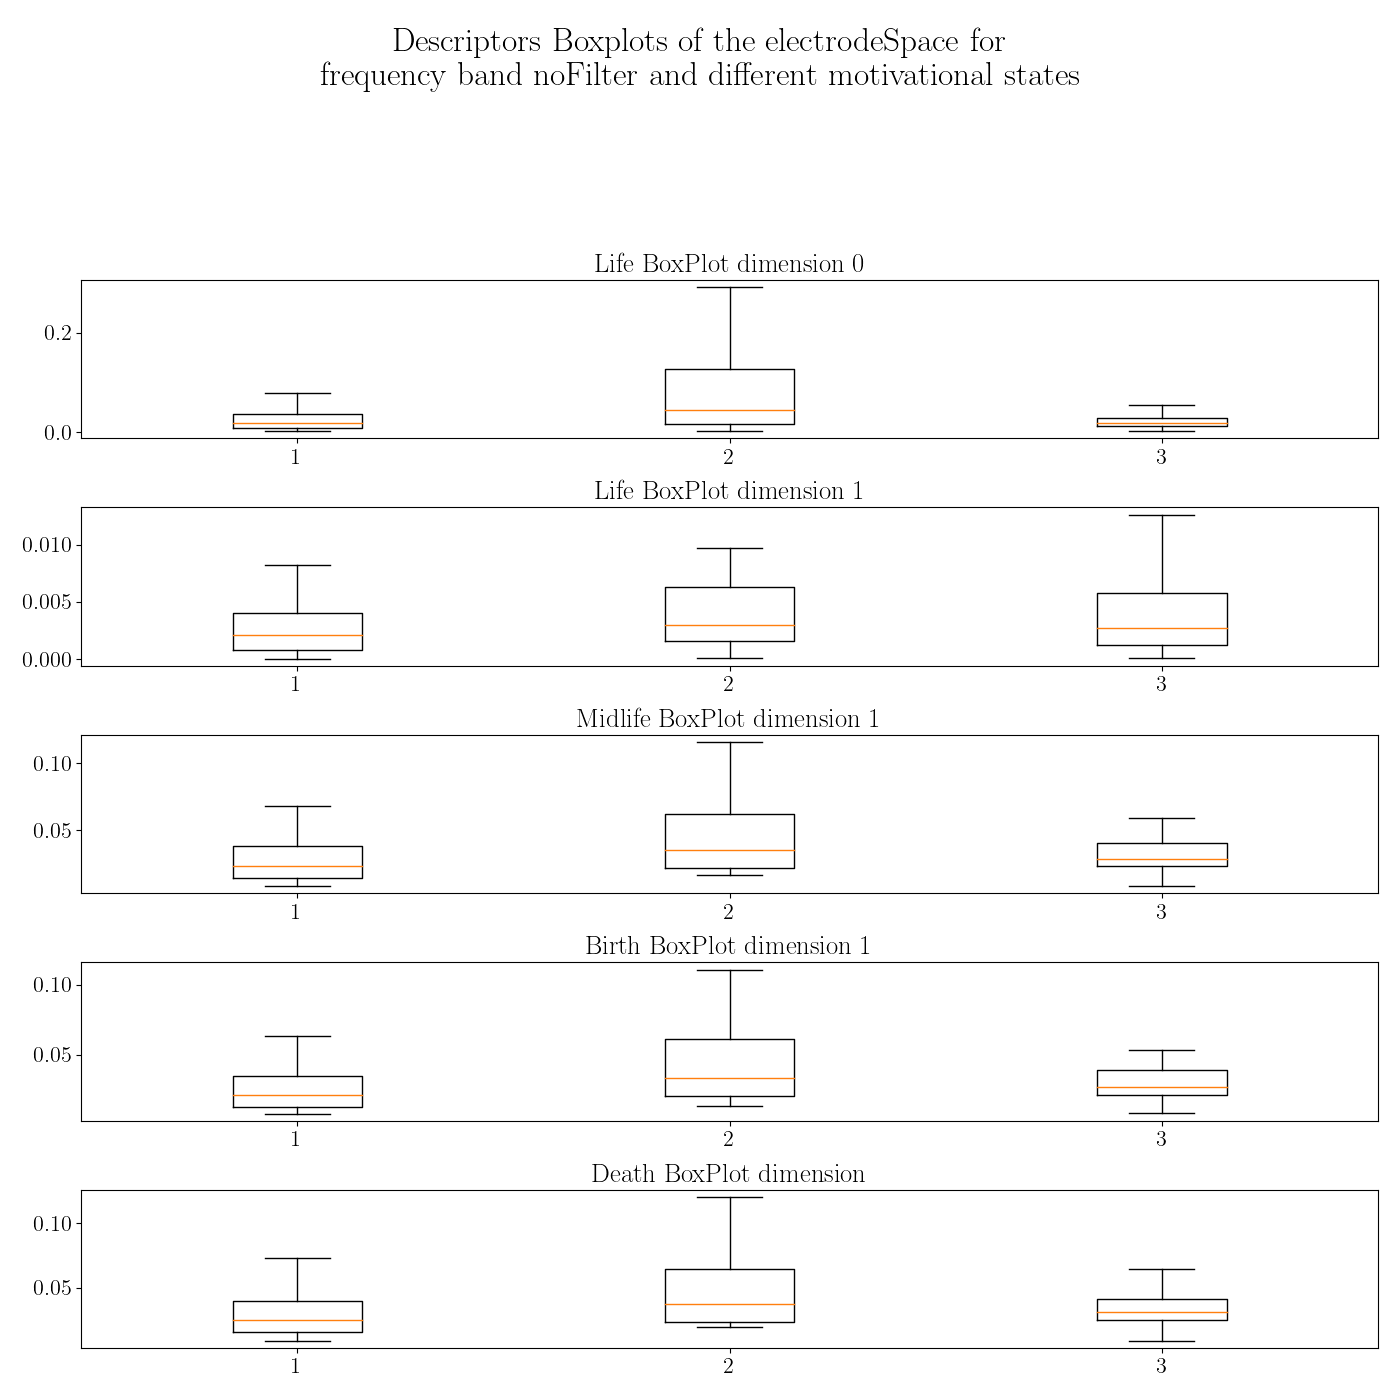 Descriptors Boxplots of the electrodeSpace for
frequency band noFilter and different motivational states
Life BoxPlot dimension 0
0.2
0.0
1 2 3
Life BoxPlot dimension 1
0.010
0.005
0.000
1 2 3
Midlife BoxPlot dimension 1
0.10
0.05
1 2 3
Birth BoxPlot dimension 1
0.10
0.05
1 2 3
Death BoxPlot dimension
0.10
0.05
1 2 3